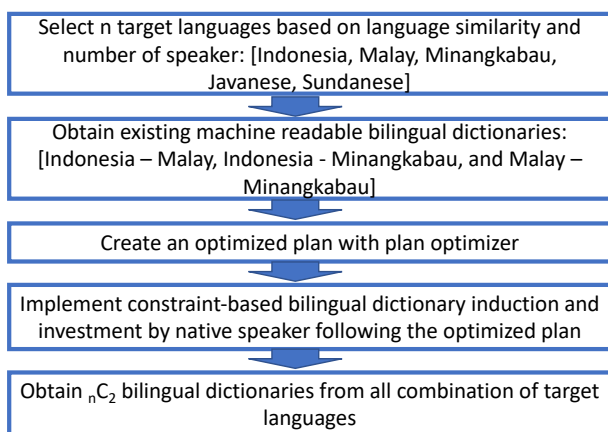 Select n target languages based on language similarity and
number of speaker: [Indonesia, Malay, Minangkabau,
Javanese, Sundanese]
Obtain existing machine readable bilingual dictionaries:
[Indonesia – Malay, Indonesia - Minangkabau, and Malay –
Minangkabau]
Create an optimized plan with plan optimizer
Implement constraint-based bilingual dictionary induction and
investment by native speaker following the optimized plan
Obtain nC2 bilingual dictionaries from all combination of target
languages